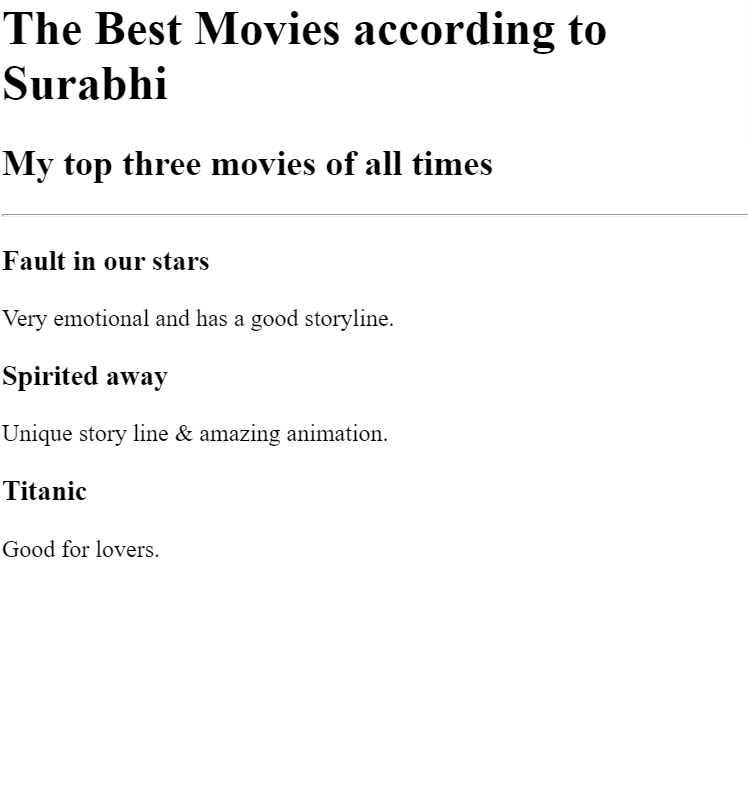 The Best Movies according to
Surabhi
My top three movies of all times
Fault in our stars
Very emotional and has a good storyline.
Spirited away
Unique story line & amazing animation.
Titanic
Good for lovers.